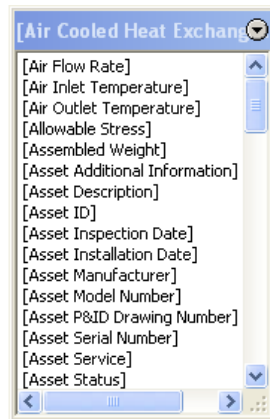 [Air Cooled Heat Exchang
[Air Flow Rate]
[Air Inlet Temperature]
[Air Outlet Temperature]
[Allowable Stress]
[Assembled Weight]
[Asset Additional Information]
[Asset Description]
[Asset ID]
[Asset Inspection Date]
[Asset Installation Date]
[Asset Manufacturer]
[Asset Model Number]
[Asset P&ID Drawing Number]
[Asset Serial Number]
[Asset Service]
[Asset Status]